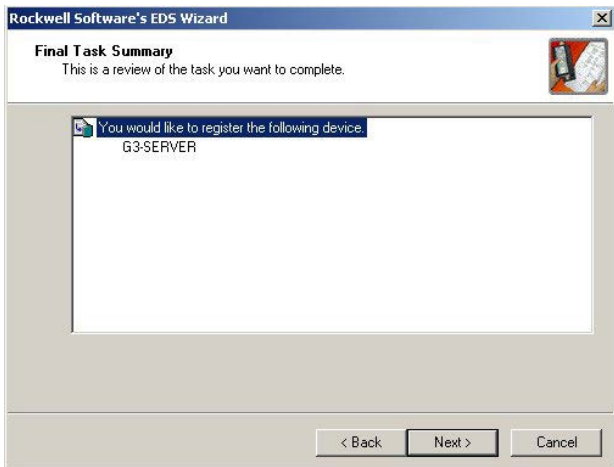 Rockwell Software's EDS Wizard
Final Task Summary
This is a review of the task you want to complete.
You would like to register the following device.
G3-SERVER
< Back
Next >
Cancel